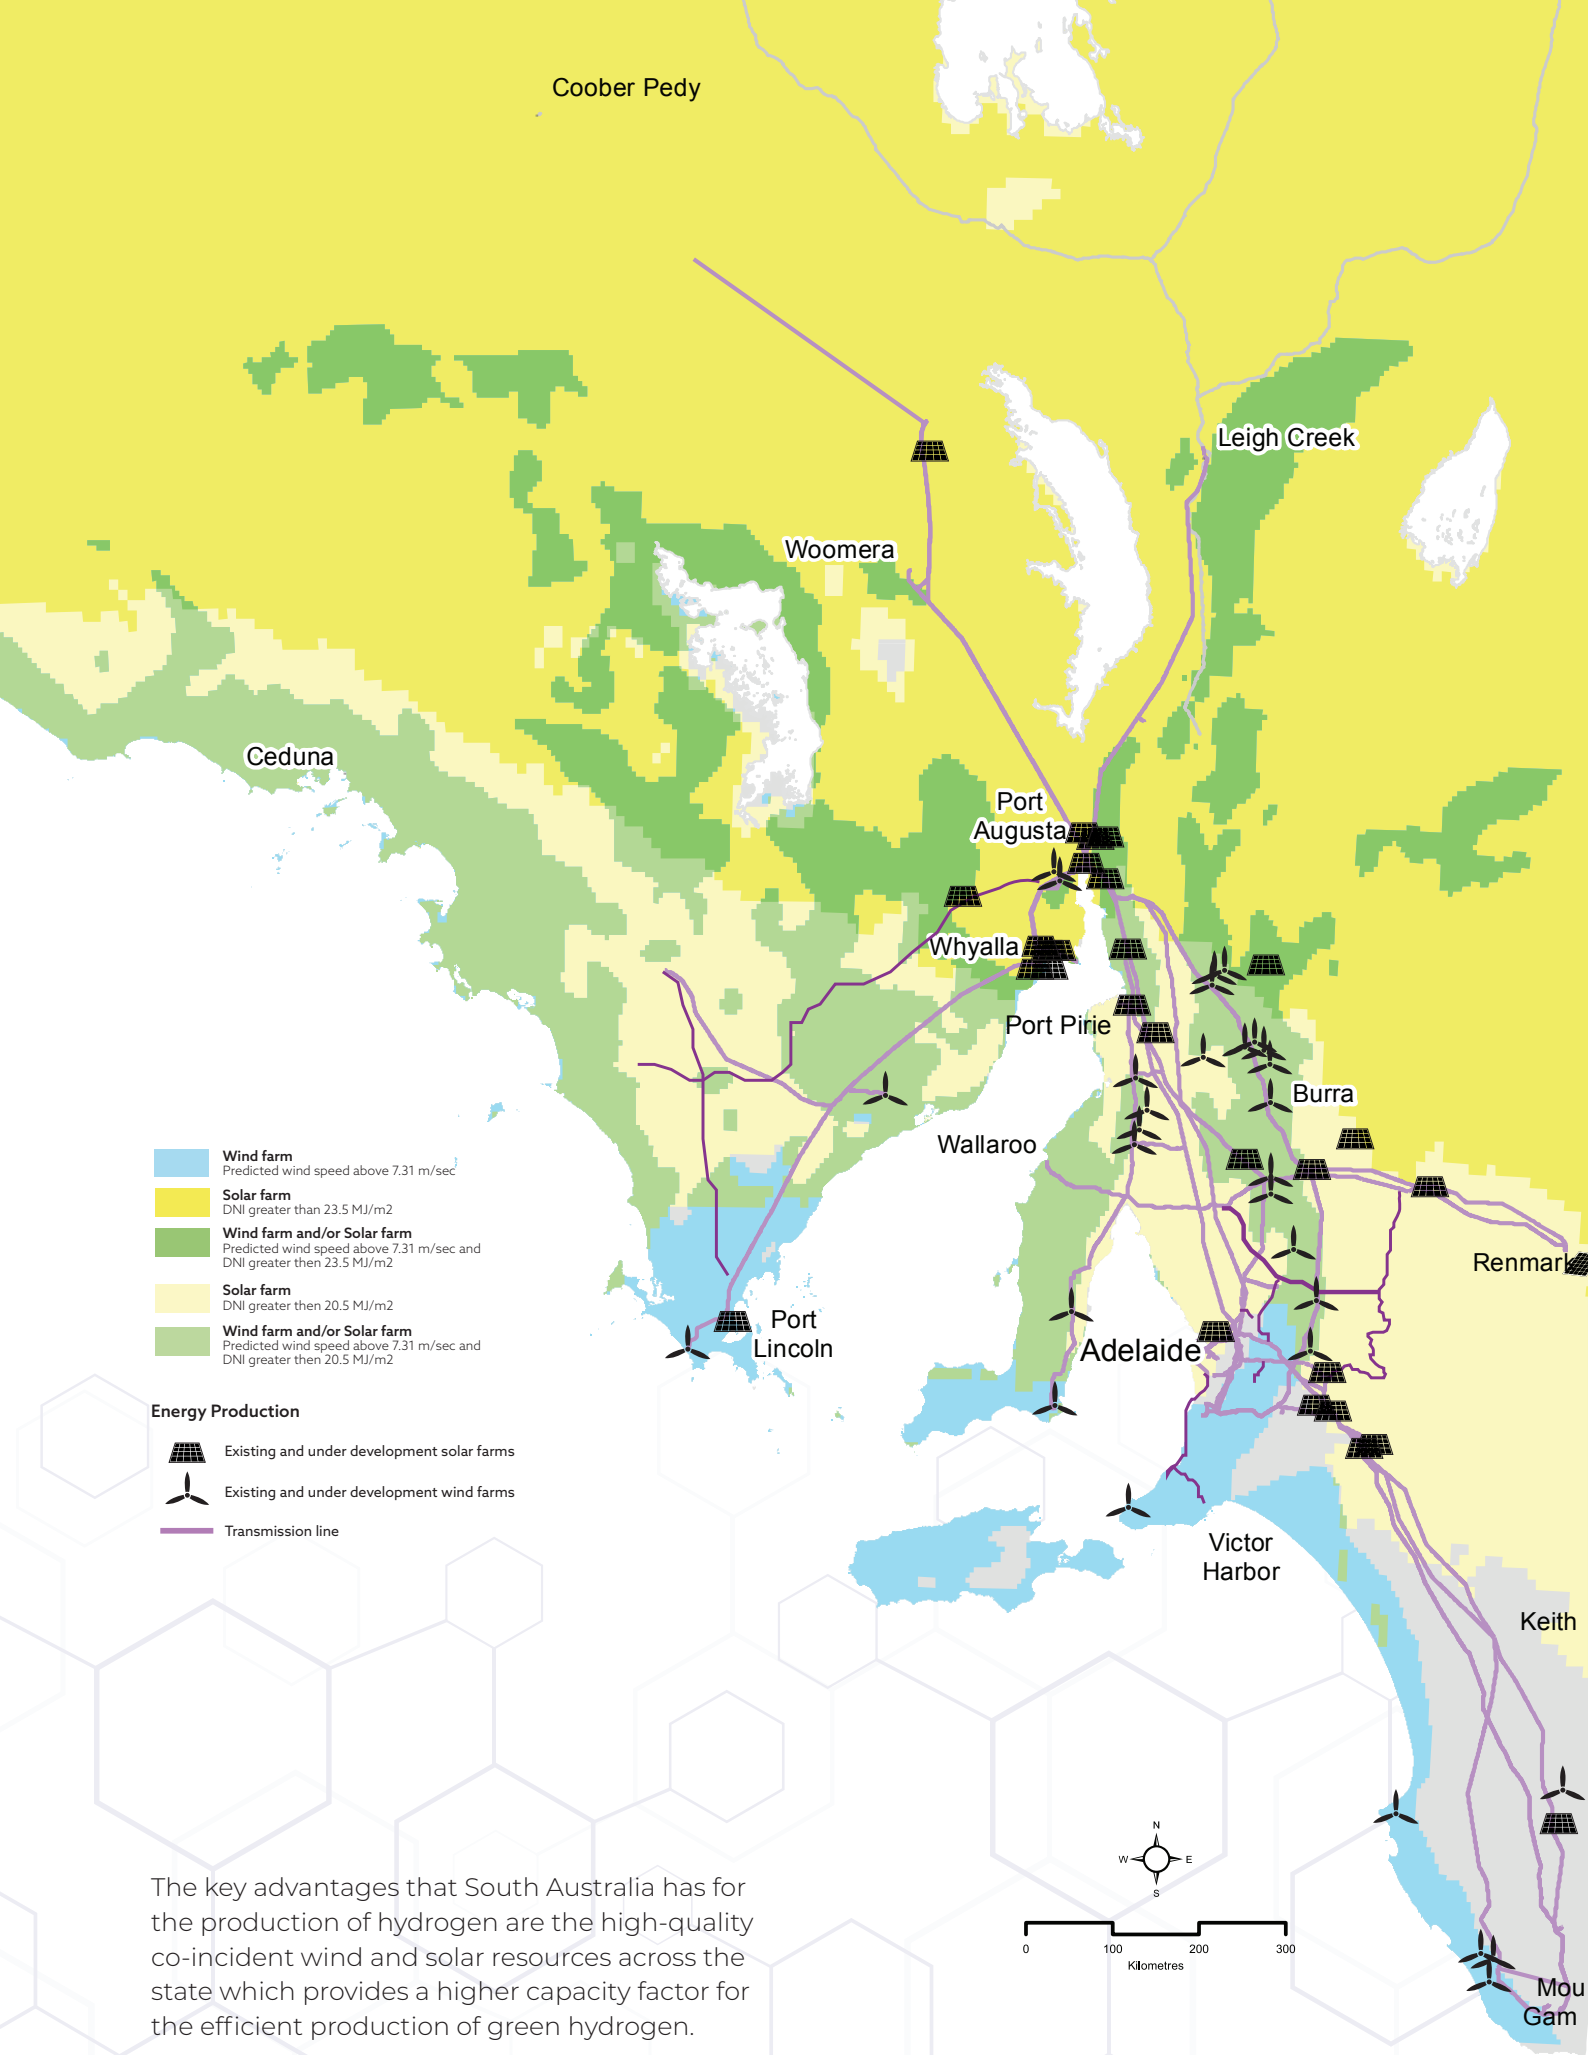 Coober Pedy
Leigh Creek
Woomera
Ceduna
Port
Augusta
Whyalla
Port Pirie
Burra
Wallaroo
Renmark
Port
Lincoln
Adelaide
Victor
Harbor
Keith
Mou
Gam
Wind farm
Predicted wind speed above 7.31 m/sec
Solar farm
DNI greater than 23.5 MJ/m2
Wind farm and/or Solar farm
Predicted wind speed above 7.31 m/sec and
DNI greater then 23.5 MJ/m2
Solar farm
DNI greater then 20.5 MJ/m2
Wind farm and/or Solar farm
Predicted wind speed above 7.31 m/sec and
DNI greater then 20.5 MJ/m2
Energy Production
Existing and under development solar farms
Existing and under development wind farms
Transmission line
N
W E
S
0 100 200 300
Kilometres
The key advantages that South Australia has for
the production of hydrogen are the high-quality
co-incident wind and solar resources across the
state which provides a higher capacity factor for
the efficient production of green hydrogen.